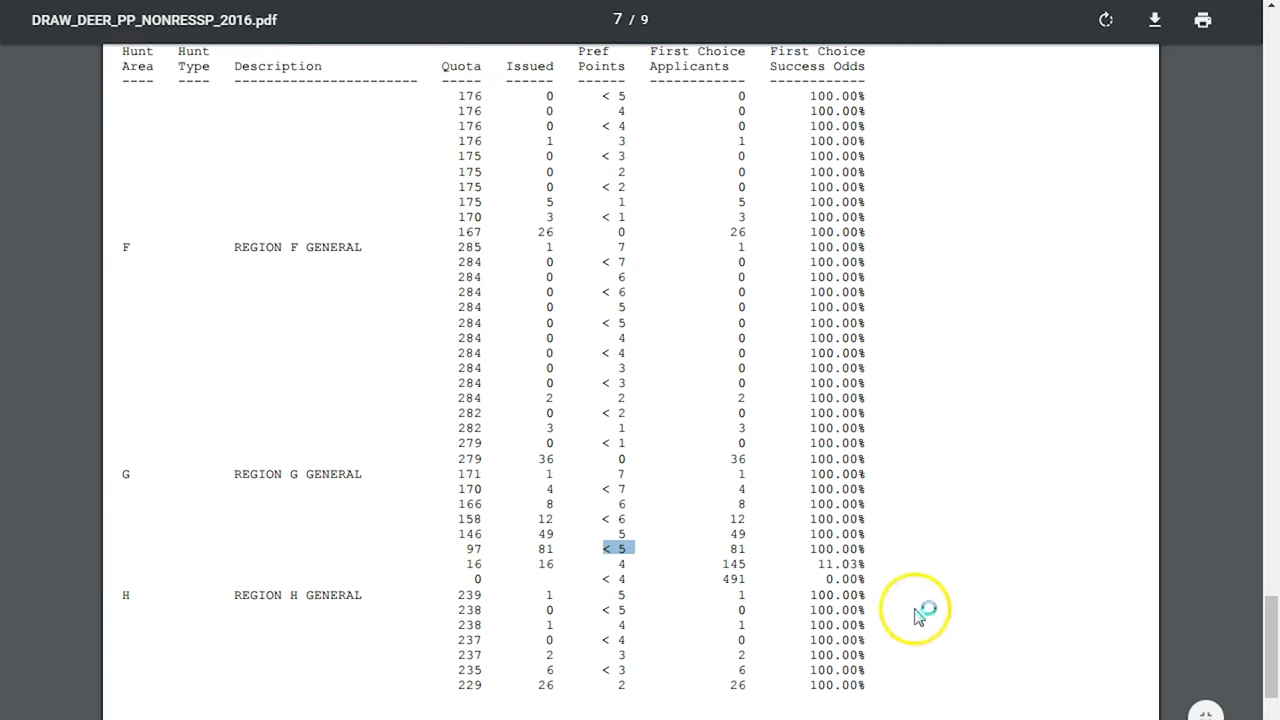 DRAW_DEER_PP_NONRESSP_2016.pdf 7 / 9
Hunt Hunt Pref First Choice First Choice
Area Type Description Quota Issued Points Applicants Success Odds
---- ---- ----------------------- ----- ------ ------ ------------ ------------
176 0 < 5 0 100.00%
176 0 4 0 100.00%
176 0 < 4 0 100.00%
176 1 3 1 100.00%
175 0 < 3 0 100.00%
175 0 2 0 100.00%
175 0 < 2 0 100.00%
175 5 1 5 100.00%
170 3 < 1 3 100.00%
167 26 0 26 100.00%
F REGION F GENERAL 285 1 7 1 100.00%
284 0 < 7 0 100.00%
284 0 6 0 100.00%
284 0 < 6 0 100.00%
284 0 5 0 100.00%
284 0 < 5 0 100.00%
284 0 4 0 100.00%
284 0 < 4 0 100.00%
284 0 3 0 100.00%
284 0 < 3 0 100.00%
284 2 2 2 100.00%
282 0 < 2 0 100.00%
282 3 1 3 100.00%
279 0 < 1 0 100.00%
279 36 0 36 100.00%
G REGION G GENERAL 171 1 7 1 100.00%
170 4 < 7 4 100.00%
166 8 6 8 100.00%
158 12 < 6 12 100.00%
146 49 5 49 100.00%
97 81 < 5 81 100.00%
16 16 4 145 11.03%
0 < 4 491 0.00%
H REGION H GENERAL 239 1 5 1 100.00%
238 0 < 5 0 100.00%
238 1 4 1 100.00%
237 0 < 4 0 100.00%
237 2 3 2 100.00%
235 6 < 3 6 100.00%
229 26 2 26 100.00%